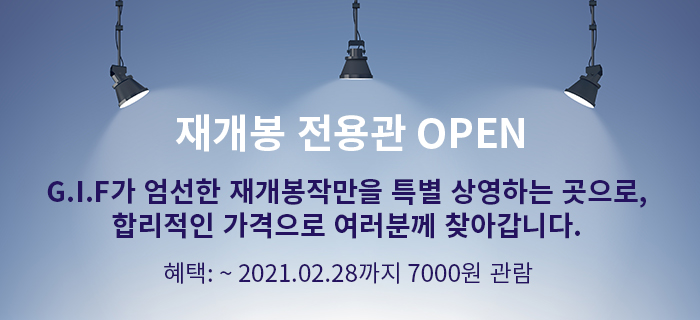 재개봉 전용관 OPEN
G.I.F가 엄선한 재개봉작만을 특별 상영하는 곳으로,
합리적인 가격으로 여러분께 찾아갑니다.
혜택: ~ 2021.02.28까지 7000원 관람